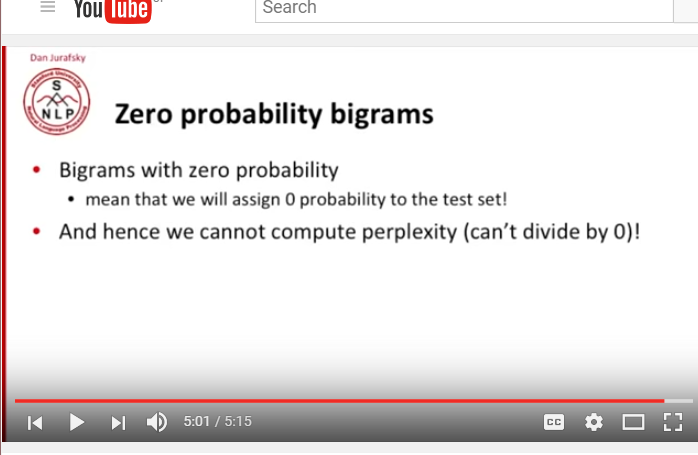 YouTube
Search
Dan Jurafsky
Stanford University
S
NLP
Natural Language Processing
Zero probability bigrams
• Bigrams with zero probability
• mean that we will assign 0 probability to the test set!
• And hence we cannot compute perplexity (can’t divide by 0)!
5:01 / 5:15
CC